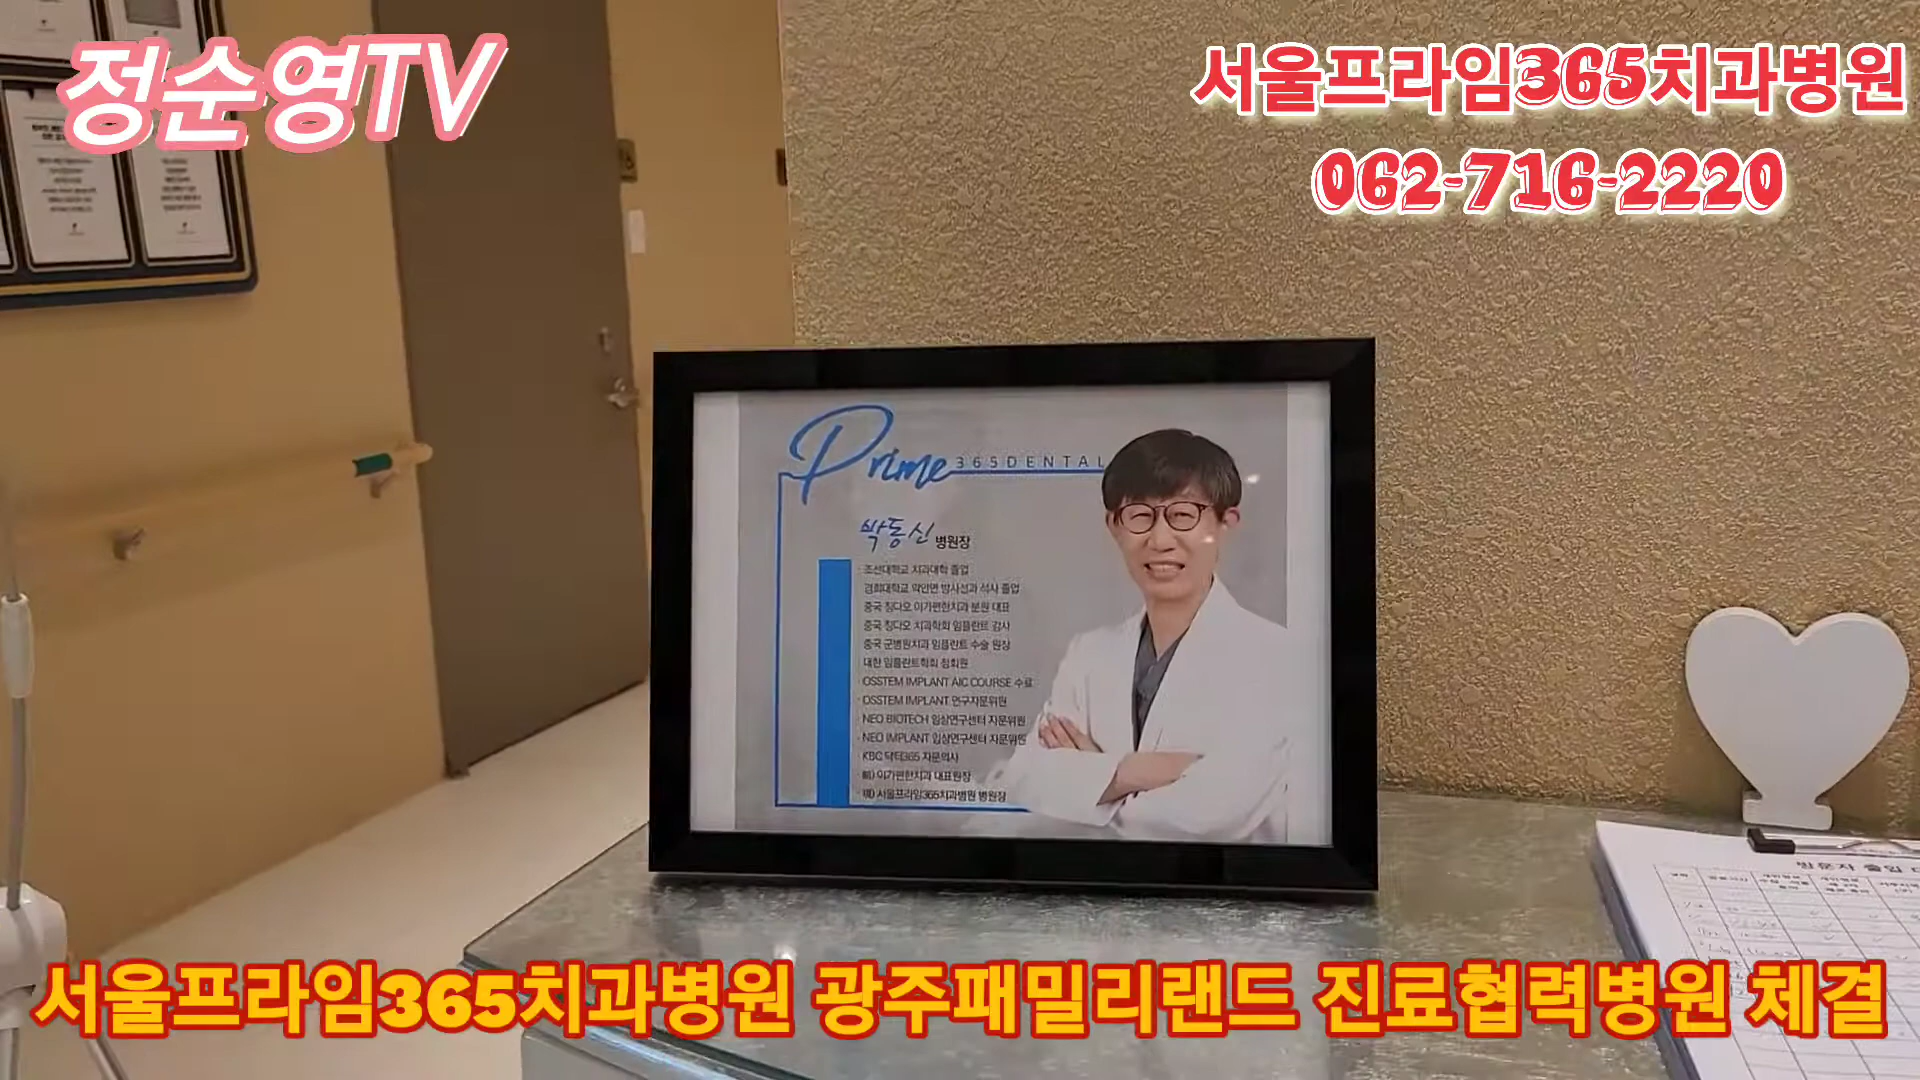 정순영TV
서울프라임365치과병원
062-716-2220
Prime 365DENTAL
박동신 병원장
· 조선대학교 치과대학 졸업
· 경희대학교 악안면 방사선과 석사 졸업
· 중국 칭다오 이가편한치과 분원 대표
· 중국 칭다오 치과학회 임플란트 강사
· 중국 군병원치과 임플란트 수술 원장
· 대한 임플란트학회 정회원
· OSSTEM IMPLANT AIC COURSE 수료
· OSSTEM IMPLANT 연구자문위원
· NEO BIOTECH 임상연구센터 자문위원
· NEO IMPLANT 임상연구센터 자문위원
· KBC 닥터365 자문의사
· 前) 이가편한치과 대표원장
· 現) 서울프라임365치과병원 병원장
방문자 출입
서울프라임365치과병원 광주패밀리랜드 진료협력병원 체결